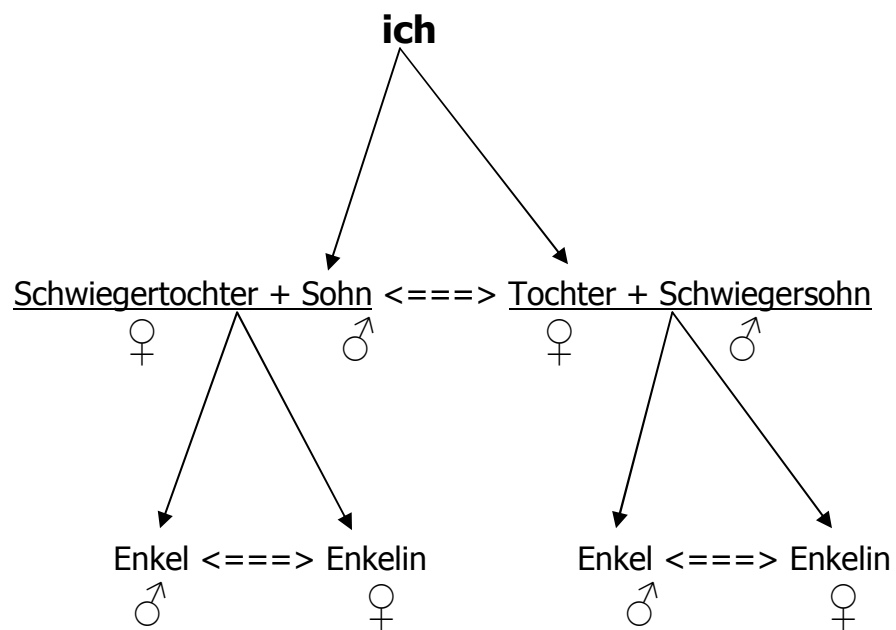 ich
Schwiegertochter + Sohn <===> Tochter + Schwiegersohn
♀ ♂ ♀ ♂
Enkel <===> Enkelin Enkel <===> Enkelin
♂ ♀ ♂ ♀